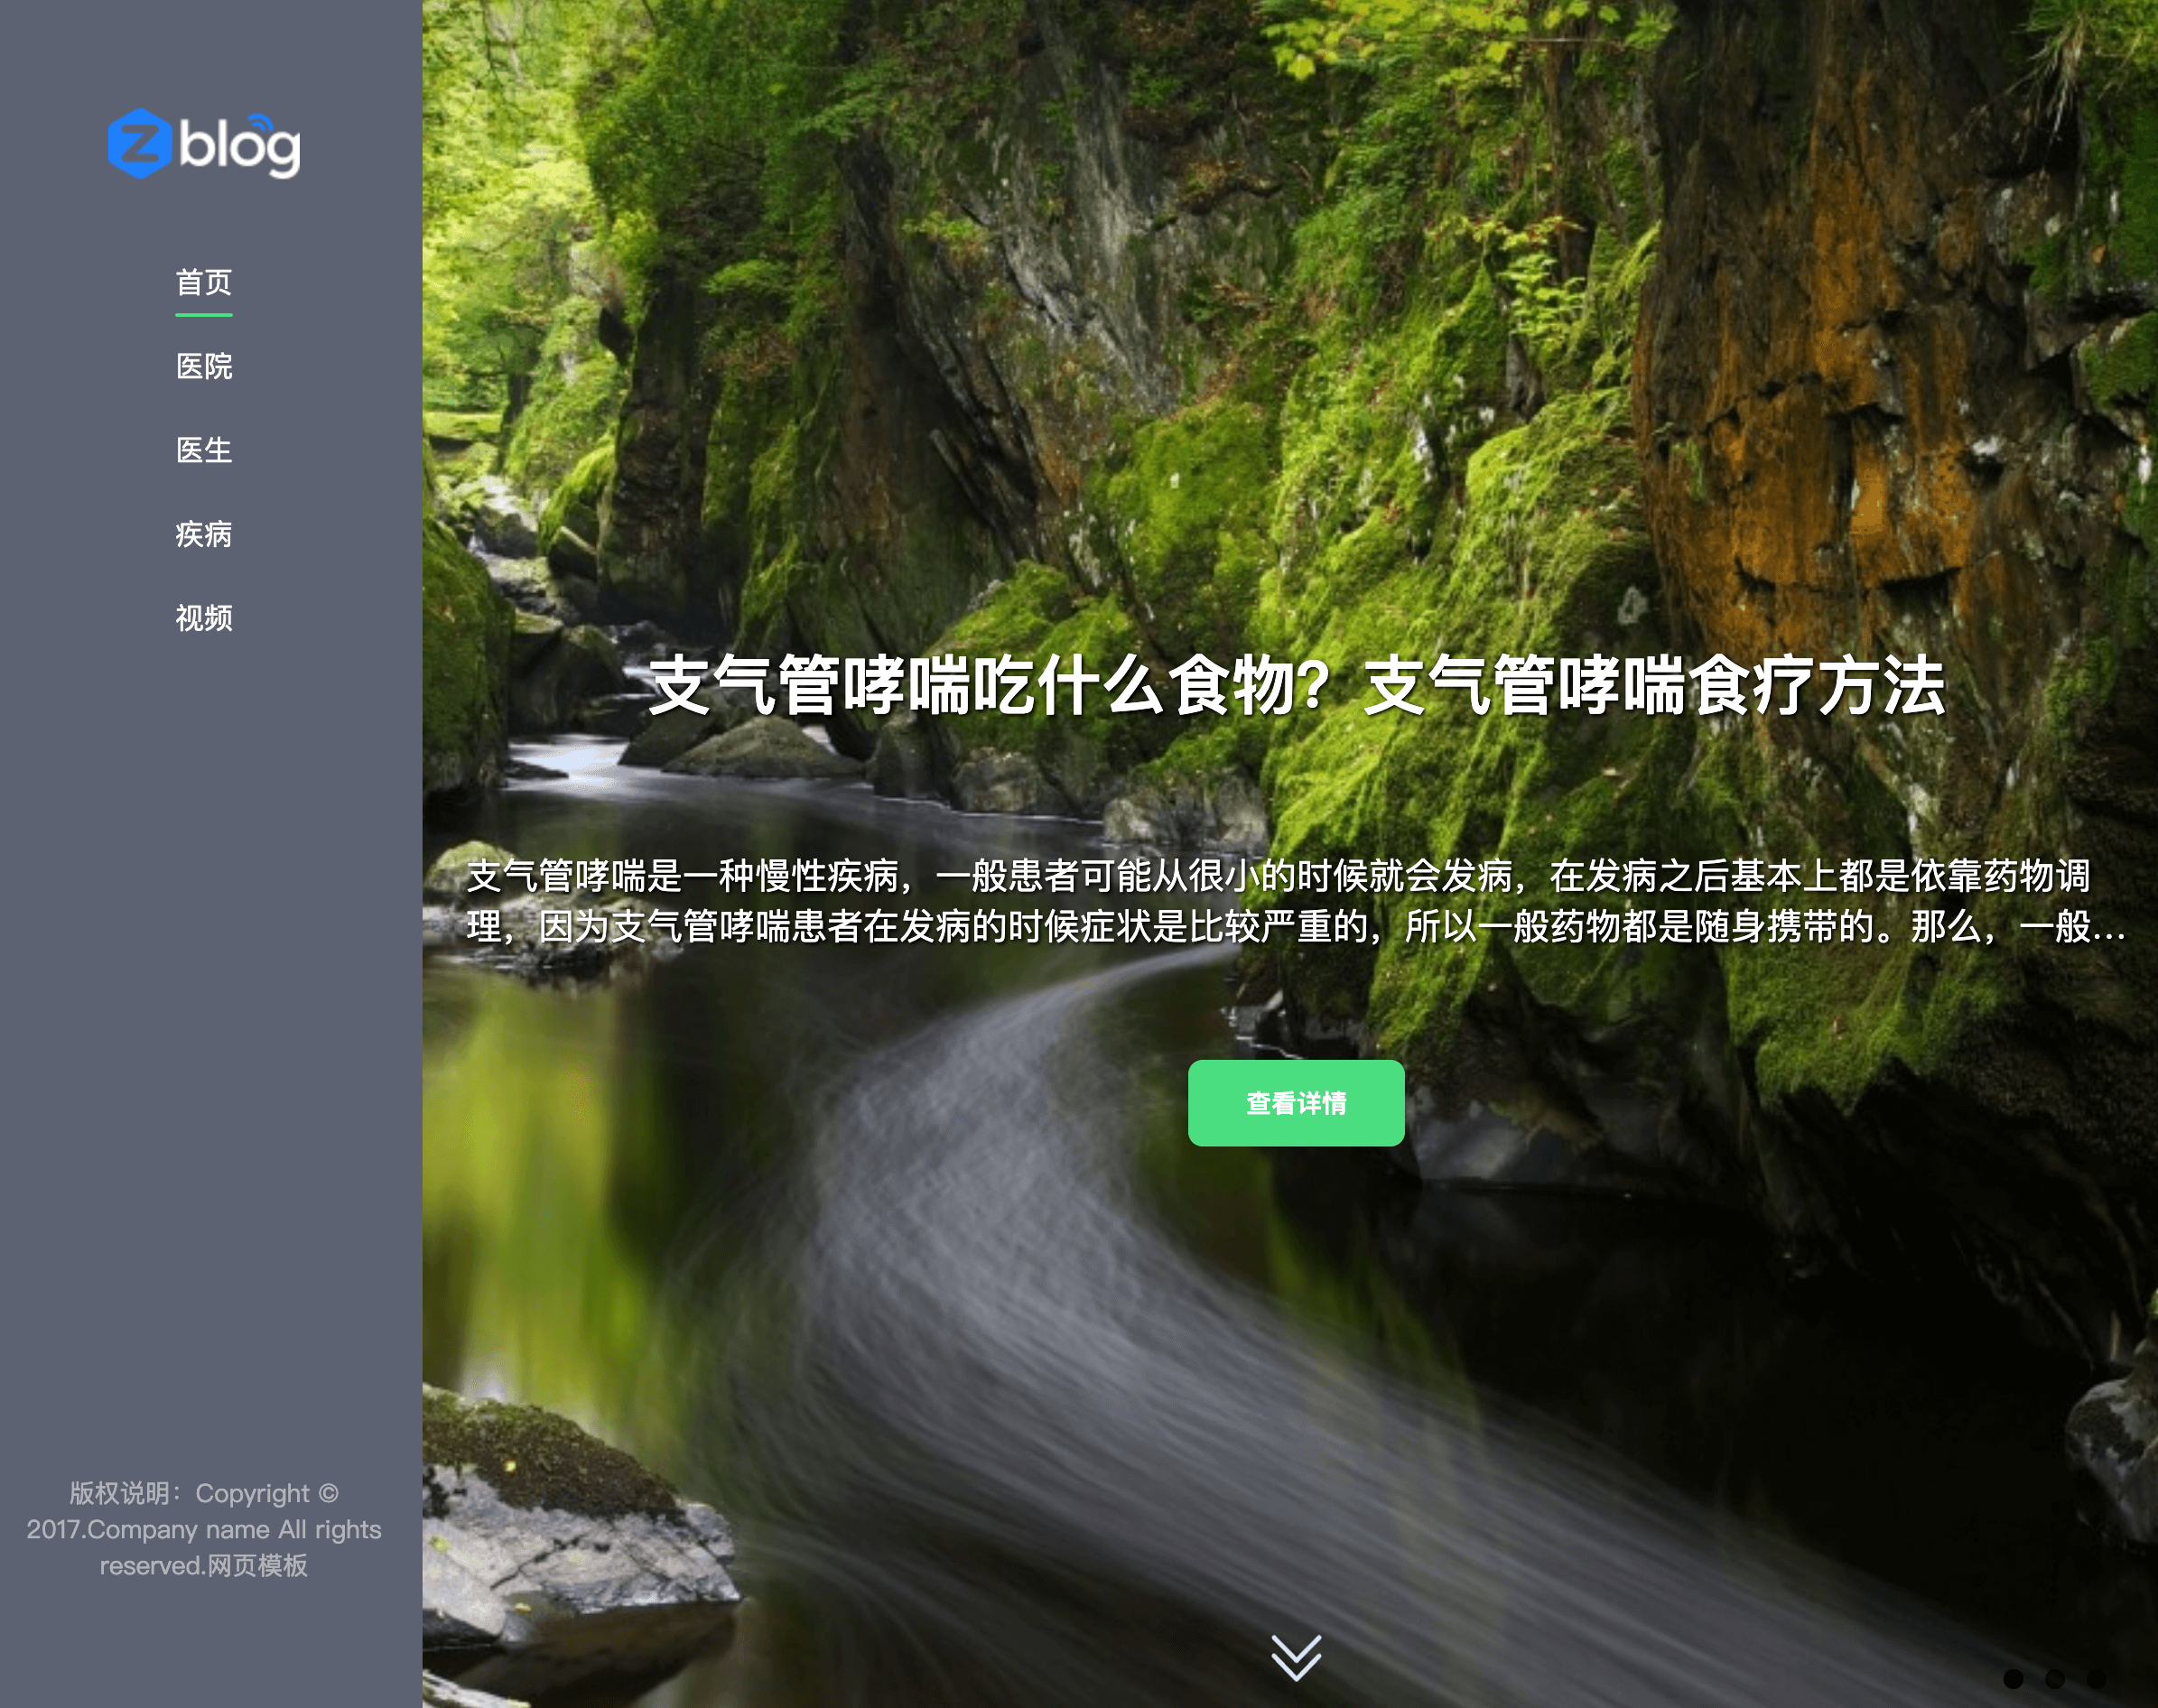 Z blog
首页
医院
医生
疾病
视频
支气管哮喘吃什么食物？支气管哮喘食疗方法
支气管哮喘是一种慢性疾病，一般患者可能从很小的时候就会发病，在发病之后基本上都是依靠药物调
理，因为支气管哮喘患者在发病的时候症状是比较严重的，所以一般药物都是随身携带的。那么，一般...
查看详情
版权说明：Copyright ©
2017.Company name All rights
reserved.网页模板